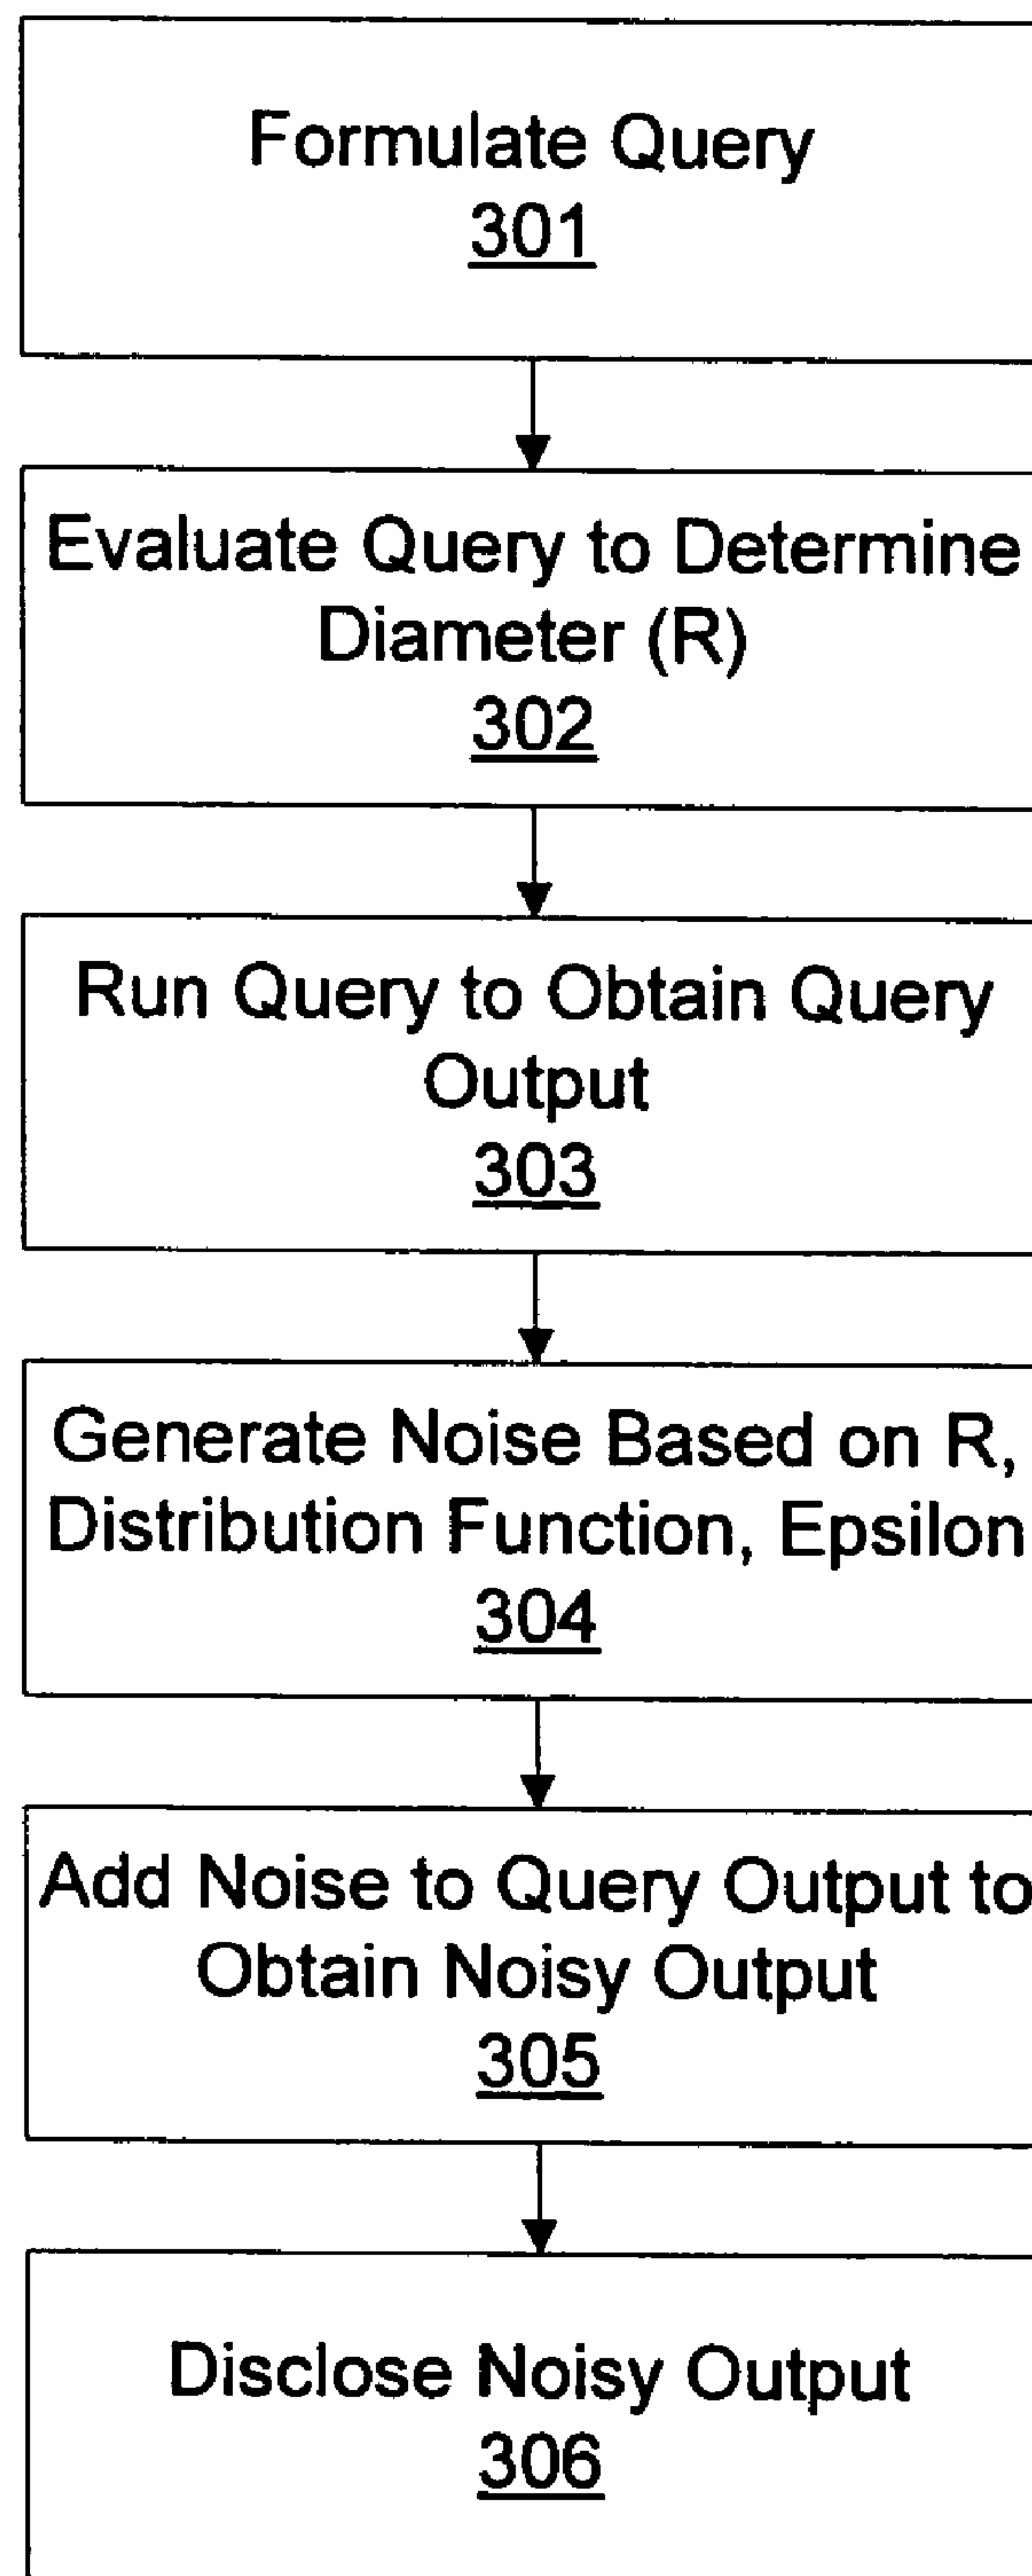 Formulate Query
301
Evaluate Query to Determine
Diameter (R)
302
Run Query to Obtain Query
Output
303
Generate Noise Based on R,
Distribution Function, Epsilon
304
Add Noise to Query Output to
Obtain Noisy Output
305
Disclose Noisy Output
306